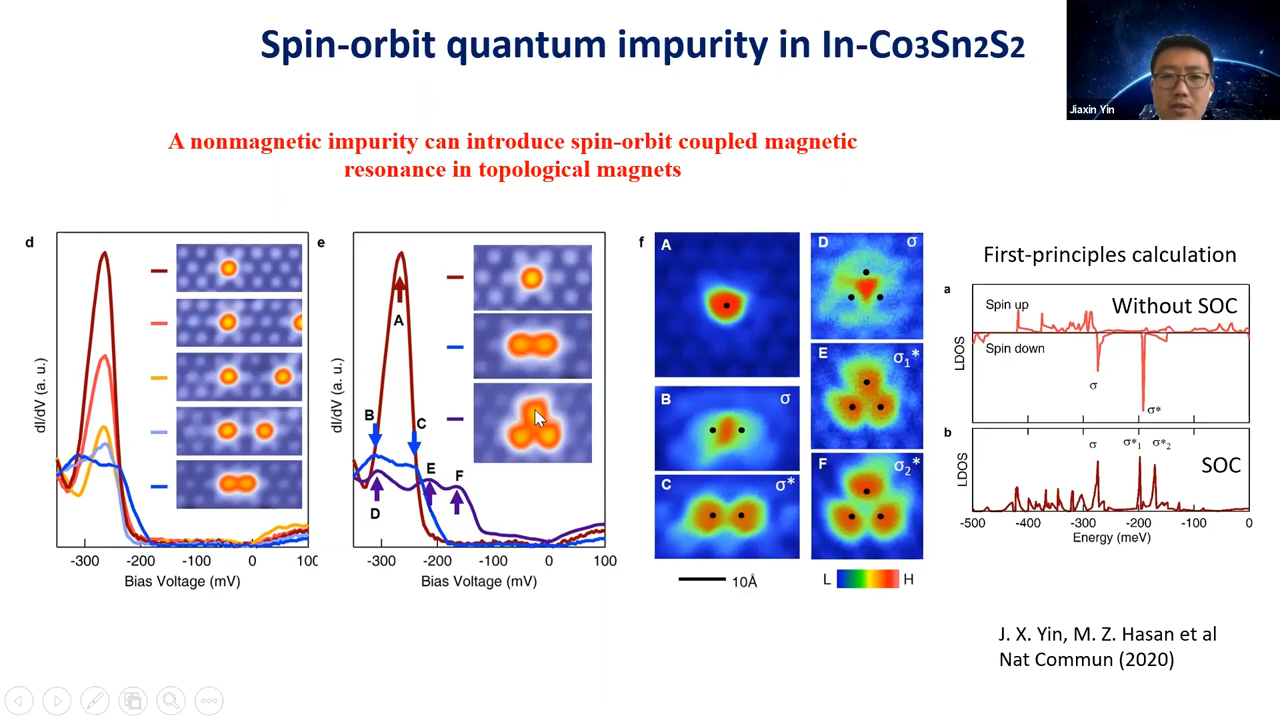 Spin-orbit quantum impurity in In-Co3Sn2S2
Jiaxin Yin
A nonmagnetic impurity can introduce spin-orbit coupled magnetic
resonance in topological magnets
d
dI/dV (a. u.)
-300
-200
-100
0
100
Bias Voltage (mV)
e
dI/dV (a. u.)
A
B
C
D
E
F
-300
-200
-100
0
100
Bias Voltage (mV)
f
A
B
σ
C
σ*
D
σ
E
σ1*
F
σ2*
10Å
L
H
First-principles calculation
a
Spin up
Without SOC
Spin down
LDOS
σ
σ*
b
σ
σ*1
σ*2
SOC
LDOS
-500
-400
-300
-200
-100
0
Energy (meV)
J. X. Yin, M. Z. Hasan et al
Nat Commun (2020)